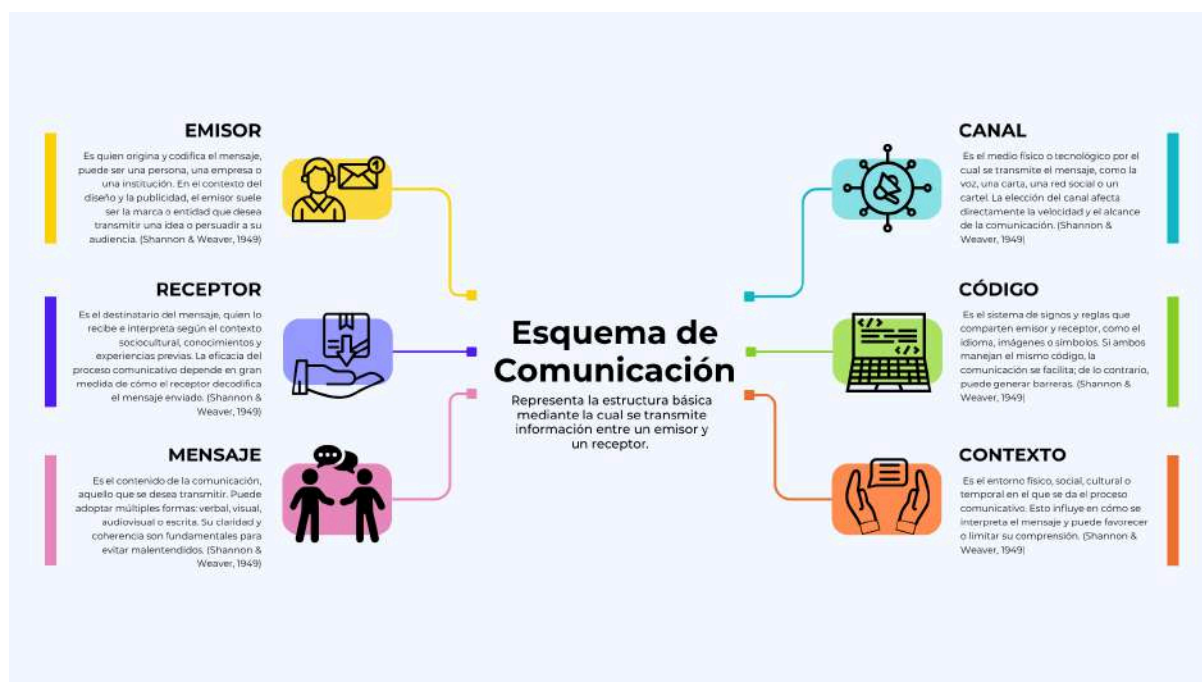 EMISOR
Es quien origina y codifica el mensaje,
puede ser una persona, una empresa o
una institución. En el contexto del
diseño y la publicidad, el emisor suele
ser la marca o entidad que desea
transmitir una idea o persuadir a su
audiencia. (Shannon & Weaver, 1949)
RECEPTOR
Es el destinatario del mensaje, quien lo
recibe e interpreta según el contexto
sociocultural, conocimientos y
experiencias previas. La eficacia del
proceso comunicativo depende en gran
medida de cómo el receptor decodifica
el mensaje enviado. (Shannon &
Weaver, 1949)
MENSAJE
Es el contenido de la comunicación,
aquello que se desea transmitir. Puede
adoptar múltiples formas: verbal, visual,
audiovisual o escrita. Su claridad y
coherencia son fundamentales para
evitar malentendidos. (Shannon &
Weaver, 1949)
1
Esquema de
Comunicación
Representa la estructura básica
mediante la cual se transmite
información entre un emisor y
un receptor.
CANAL
Es el medio físico o tecnológico por el
cual se transmite el mensaje, como la
voz, una carta, una red social o un
cartel. La elección del canal afecta
directamente la velocidad y el alcance
de la comunicación. (Shannon &
Weaver, 1949)
CÓDIGO
Es el sistema de signos y reglas que
comparten emisor y receptor, como el
idioma, imágenes o símbolos. Si ambos
manejan el mismo código, la
comunicación se facilita; de lo contrario,
puede generar barreras. (Shannon &
Weaver, 1949)
</>
</>
CONTEXTO
Es el entorno físico, social, cultural o
temporal en el que se da el proceso
comunicativo. Esto influye en cómo se
interpreta el mensaje y puede favorecer
o limitar su comprensión. (Shannon &
Weaver, 1949)